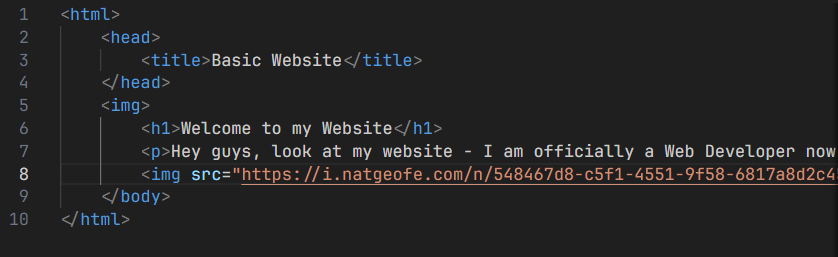 1 <html>
2 <head>
3 <title>Basic Website</title>
4 </head>
5 <img>
6 <h1>Welcome to my Website</h1>
7 <p>Hey guys, look at my website - I am officially a Web Developer now
8 <img src="https://i.natgeofe.com/n/548467d8-c5f1-4551-9f58-6817a8d2c4
9 </body>
10 </html>